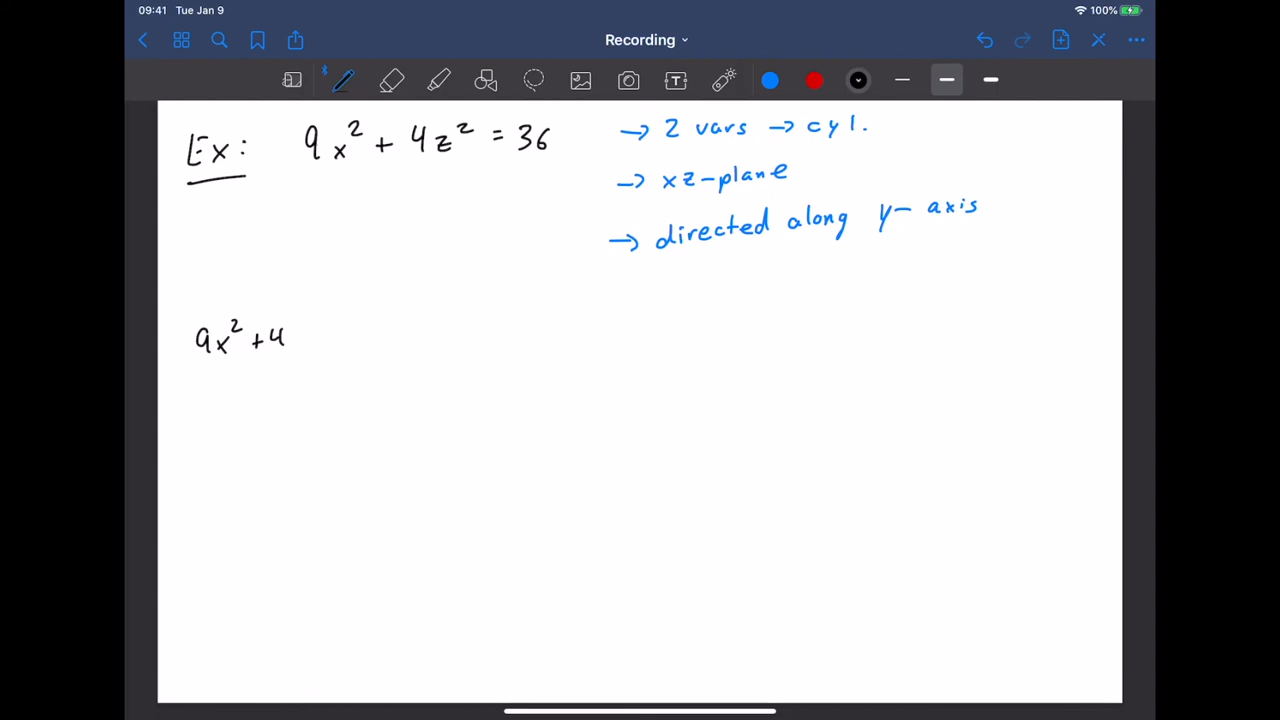 09:41 Tue Jan 9 100%
Recording
T
Ex: 9x² + 4z² = 36
→ 2 vars → cyl.
→ xz-plane
→ directed along y-axis
9x² + 4